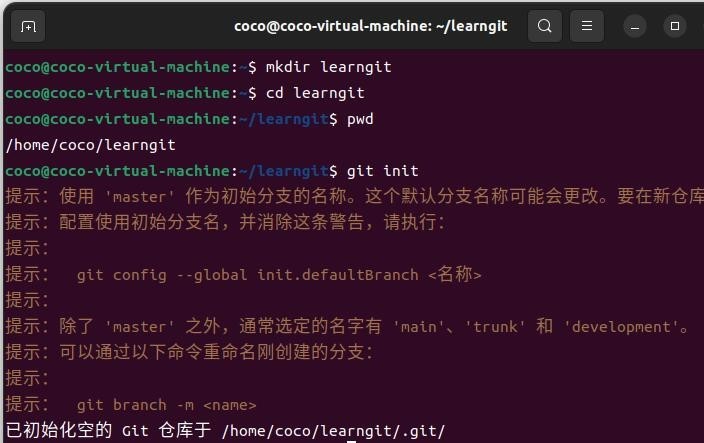 coco@coco-virtual-machine: ~/learngit
coco@coco-virtual-machine:~$ mkdir learngit
coco@coco-virtual-machine:~$ cd learngit
coco@coco-virtual-machine:~/learngit$ pwd
/home/coco/learngit
coco@coco-virtual-machine:~/learngit$ git init
提示：使用 'master' 作为初始分支的名称。这个默认分支名称可能会更改。要在新仓库
提示：配置使用初始分支名，并消除这条警告，请执行：
提示：
提示：  git config --global init.defaultBranch <名称>
提示：
提示：除了 'master' 之外，通常选定的名字有 'main'、'trunk' 和 'development'。
提示：可以通过以下命令重命名刚创建的分支：
提示：
提示：  git branch -m <name>
已初始化空的 Git 仓库于 /home/coco/learngit/.git/